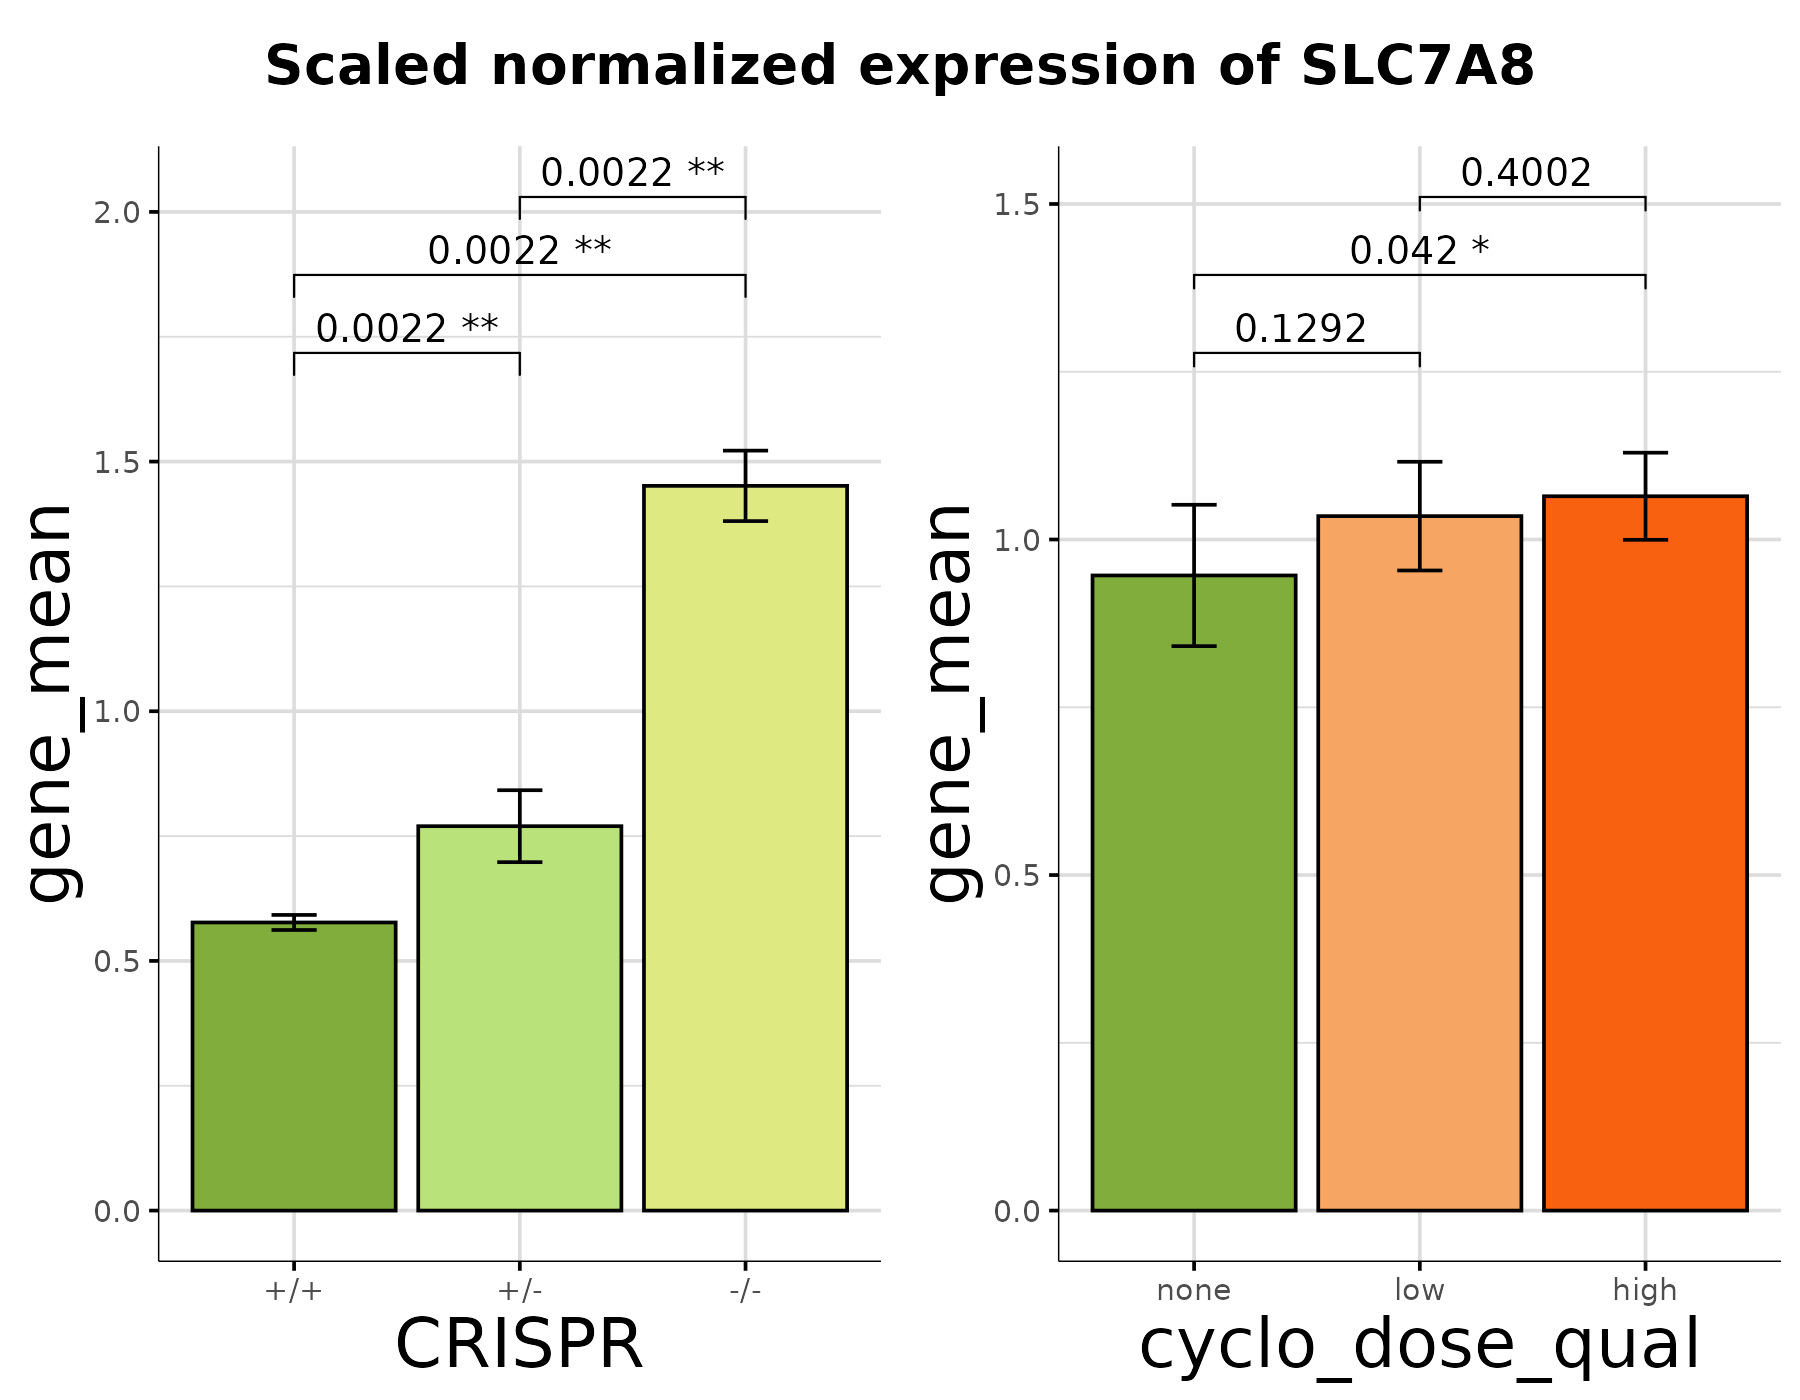 Scaled normalized expression of SLC7A8
gene_mean
2.0
1.5
1.0
0.5
0.0
0.0022 **
0.0022 **
0.0022 **
+/+ +/- -/-
CRISPR
gene_mean
1.5
1.0
0.5
0.0
0.4002
0.042 *
0.1292
none low high
cyclo_dose_qual